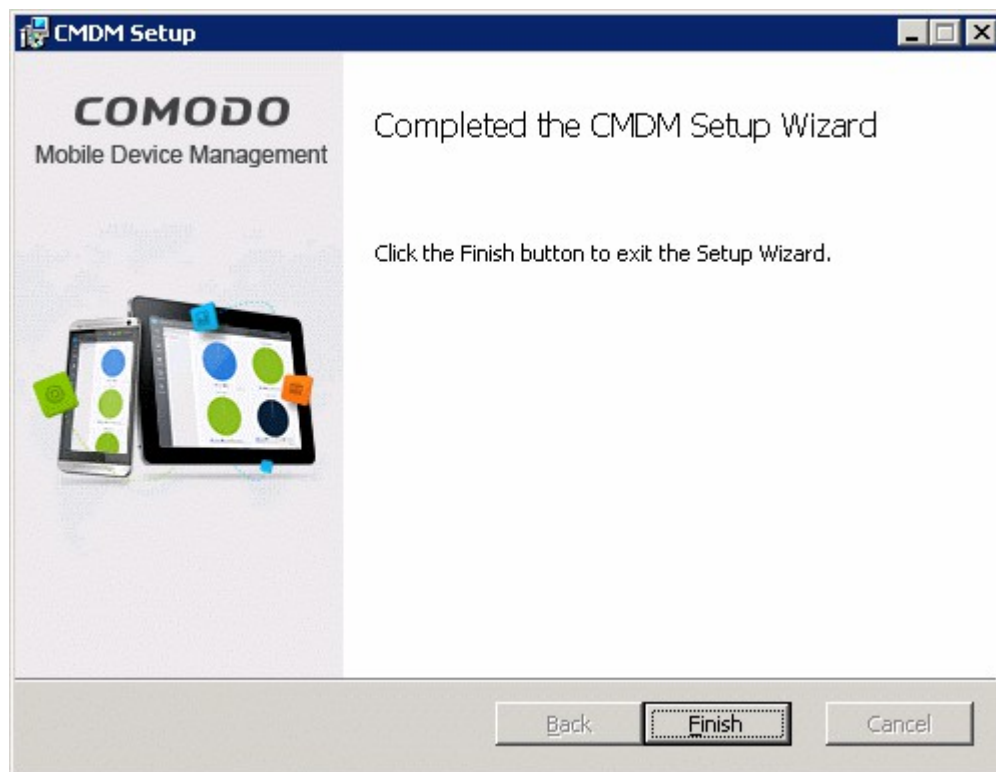 CMDM Setup
COMODO
Mobile Device Management
Completed the CMDM Setup Wizard
Click the Finish button to exit the Setup Wizard.
Back
Finish
Cancel